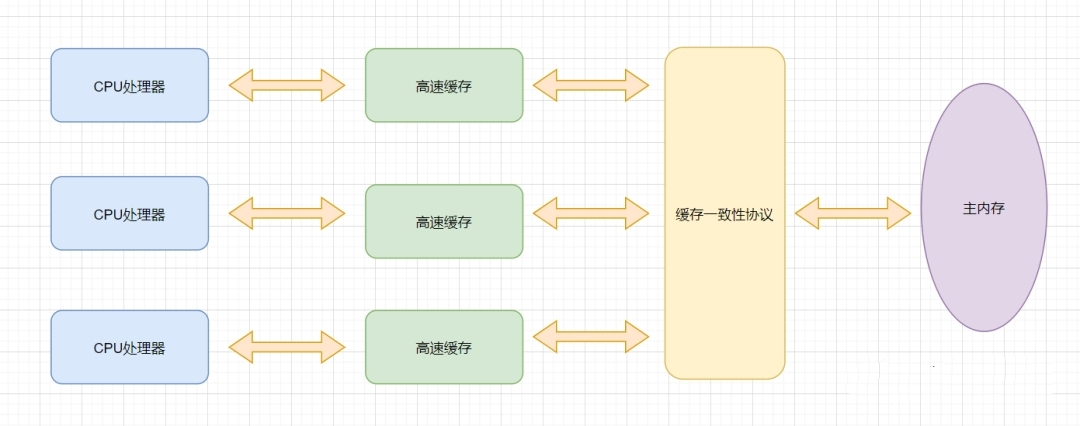 CPU处理器
高速缓存
CPU处理器
高速缓存
缓存一致性协议
主内存
CPU处理器
高速缓存